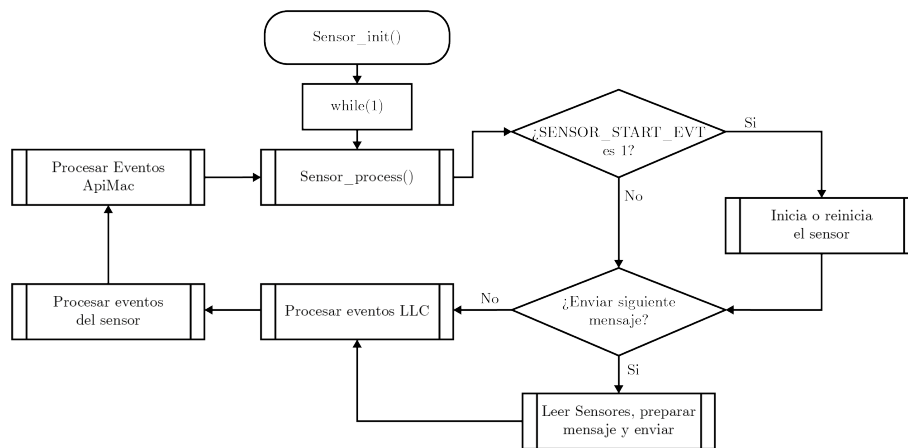 Sensor_init()
while(1)
Sensor_process()
¿SENSOR_START_EVT
es 1?
Si
No
Inicia o reinicia
el sensor
¿Enviar siguiente
mensaje?
No
Si
Leer Sensores, preparar
mensaje y enviar
Procesar eventos LLC
Procesar eventos
del sensor
Procesar Eventos
ApiMac